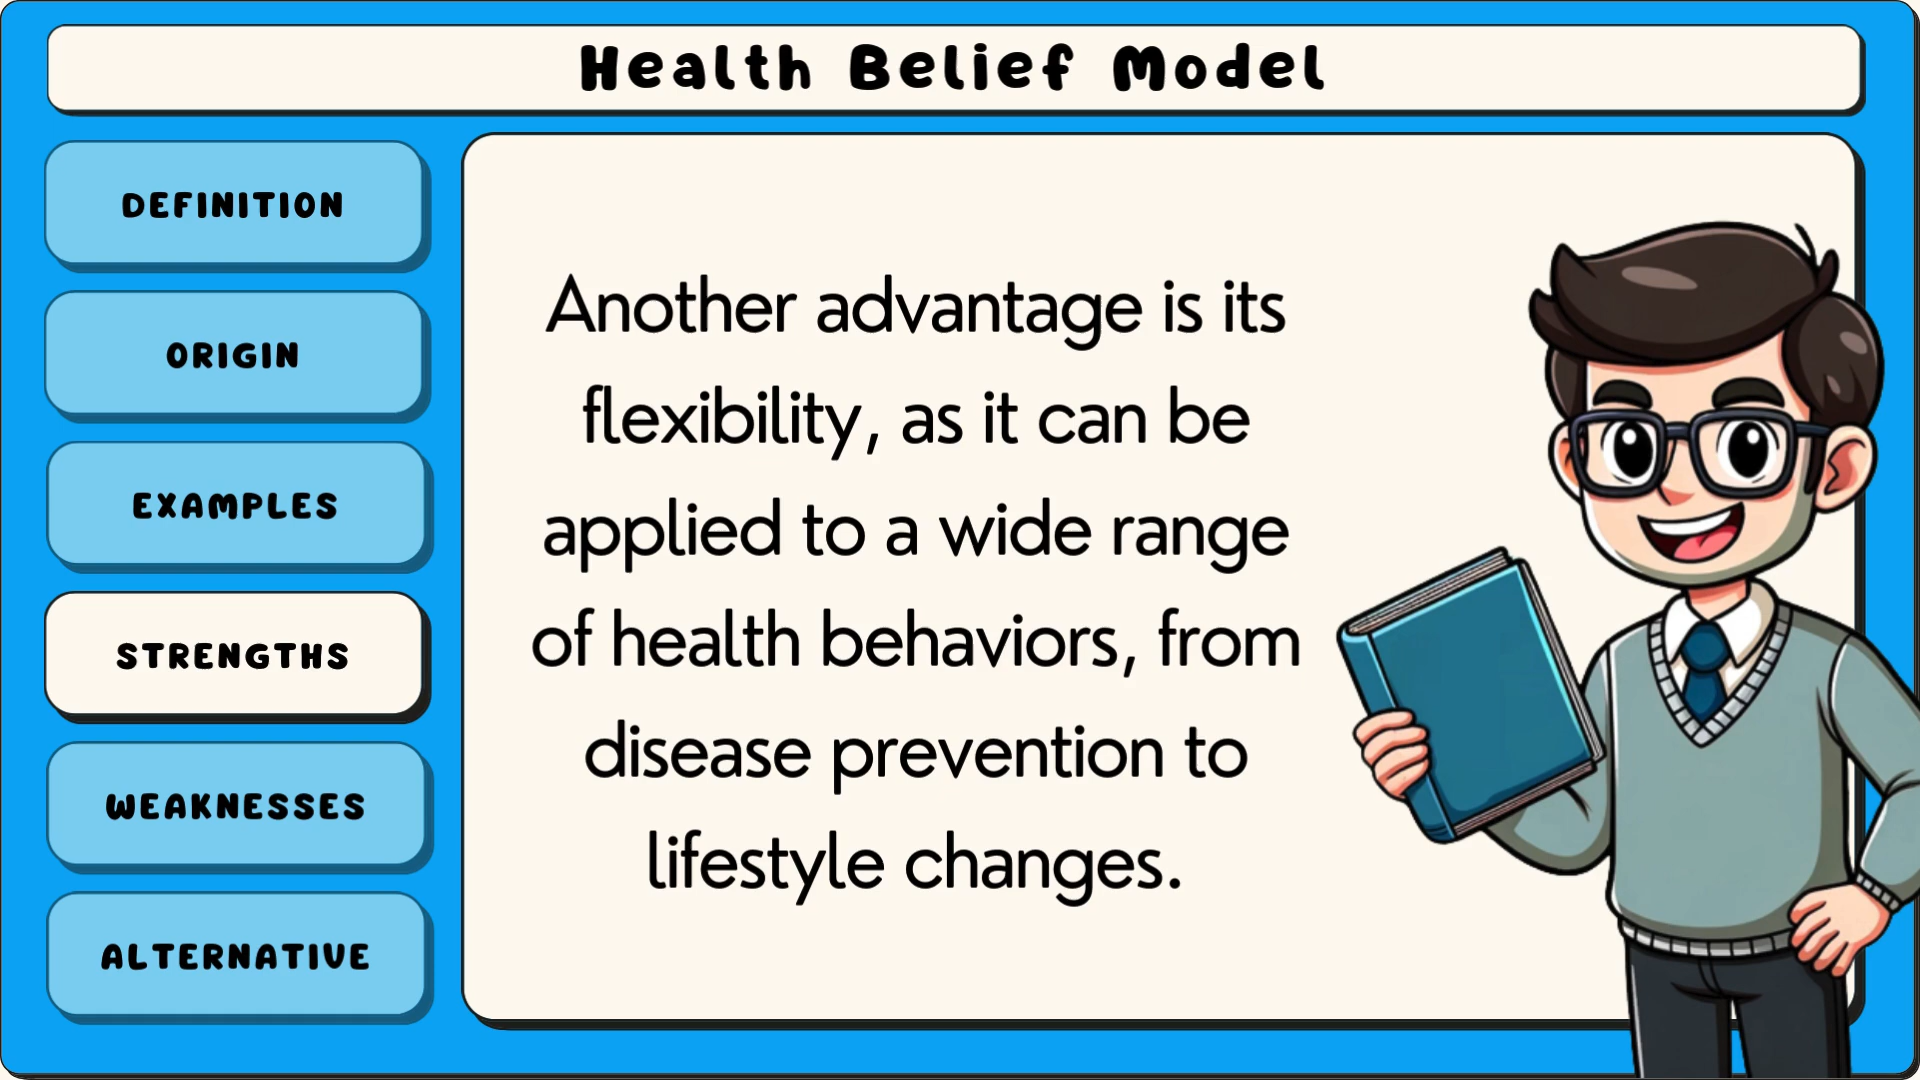 Health Belief Model
DEFINITION
ORIGIN
EXAMPLES
STRENGTHS
WEAKNESSES
ALTERNATIVE
Another advantage is its
flexibility, as it can be
applied to a wide range
of health behaviors, from
disease prevention to
lifestyle changes.